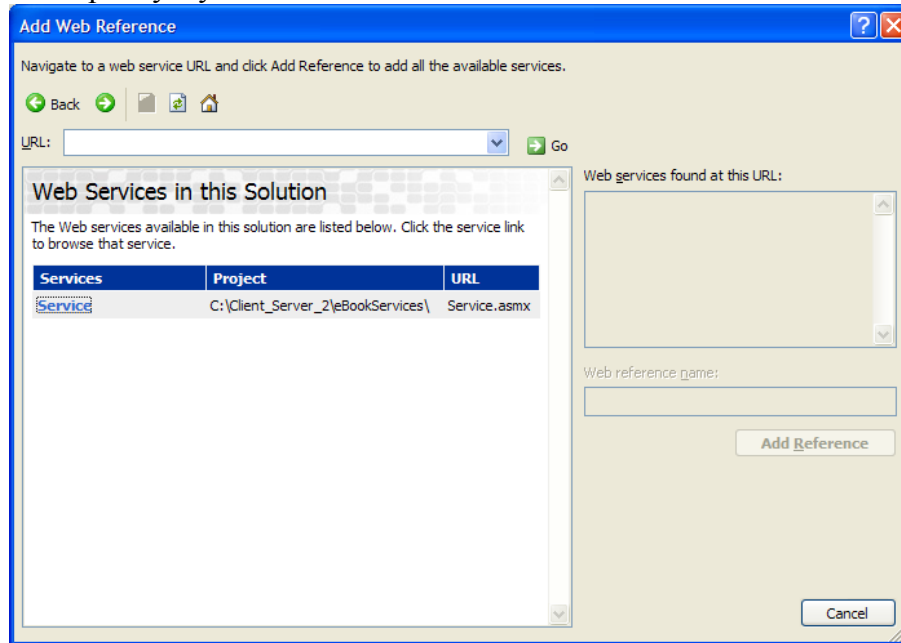 Add Web Reference
Navigate to a web service URL and click Add Reference to add all the available services.
Back
URL:
Go
Web Services in this Solution
The Web services available in this solution are listed below. Click the service link
to browse that service.
Services Project URL
Service C:\Client_Server_2\eBookServices\ Service.asmx
Web services found at this URL:
Web reference name:
Add Reference
Cancel